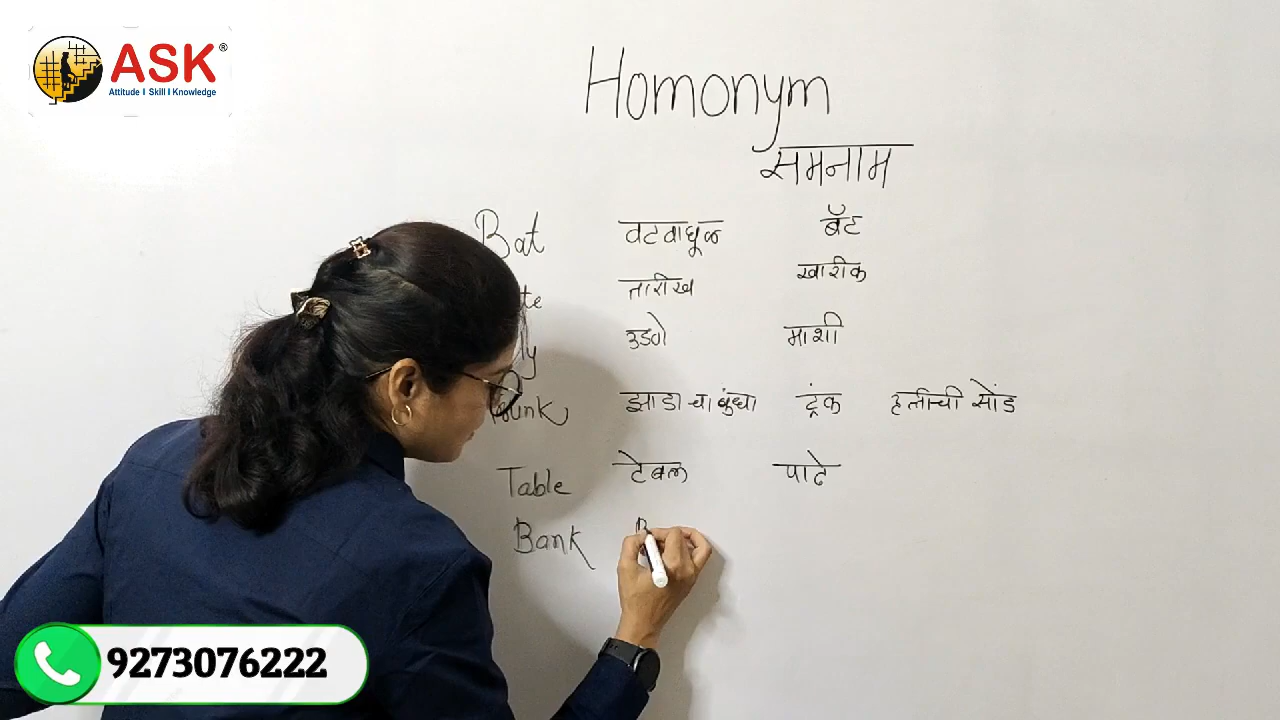 ASK®
Attitude I Skill I Knowledge
Homonym
समनाम
Bat वटवाघूळ बॅट
तारीख खारीक
उडणे माशी
झाडाचा बुंधा ट्रंक हत्तीची सोंड
Table टेबल पाढे
Bank B
9273076222